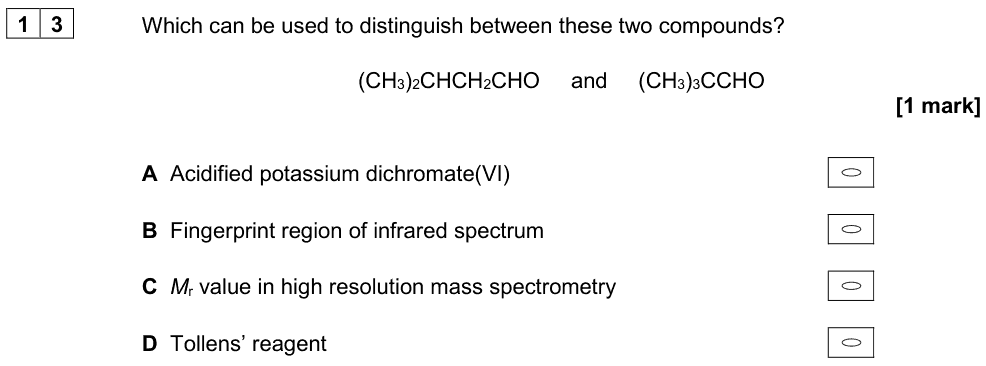 1 3 Which can be used to distinguish between these two compounds?
(CH₃)₂CHCH₂CHO and (CH₃)₃CCHO
[1 mark]
A Acidified potassium dichromate(VI)
B Fingerprint region of infrared spectrum
C Mᵣ value in high resolution mass spectrometry
D Tollens’ reagent